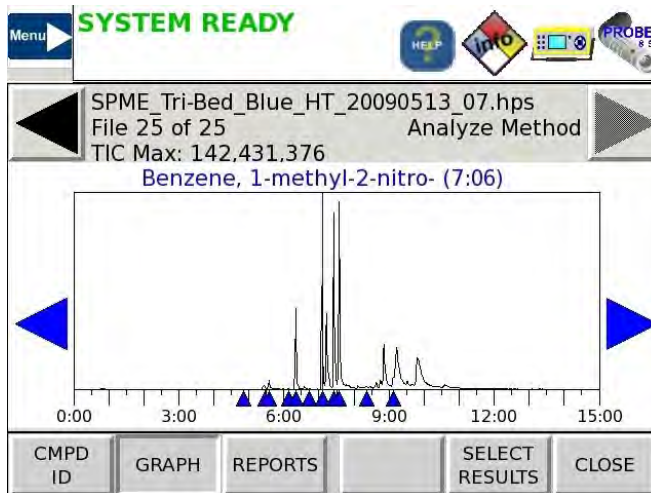 Menu
SYSTEM READY
HELP
info
PROBE
SPME_Tri-Bed_Blue_HT_20090513_07.hps
File 25 of 25 Analyze Method
TIC Max: 142,431,376
Benzene, 1-methyl-2-nitro- (7:06)
0:00 3:00 6:00 9:00 12:00 15:00
CMPD ID
GRAPH
REPORTS
SELECT RESULTS
CLOSE